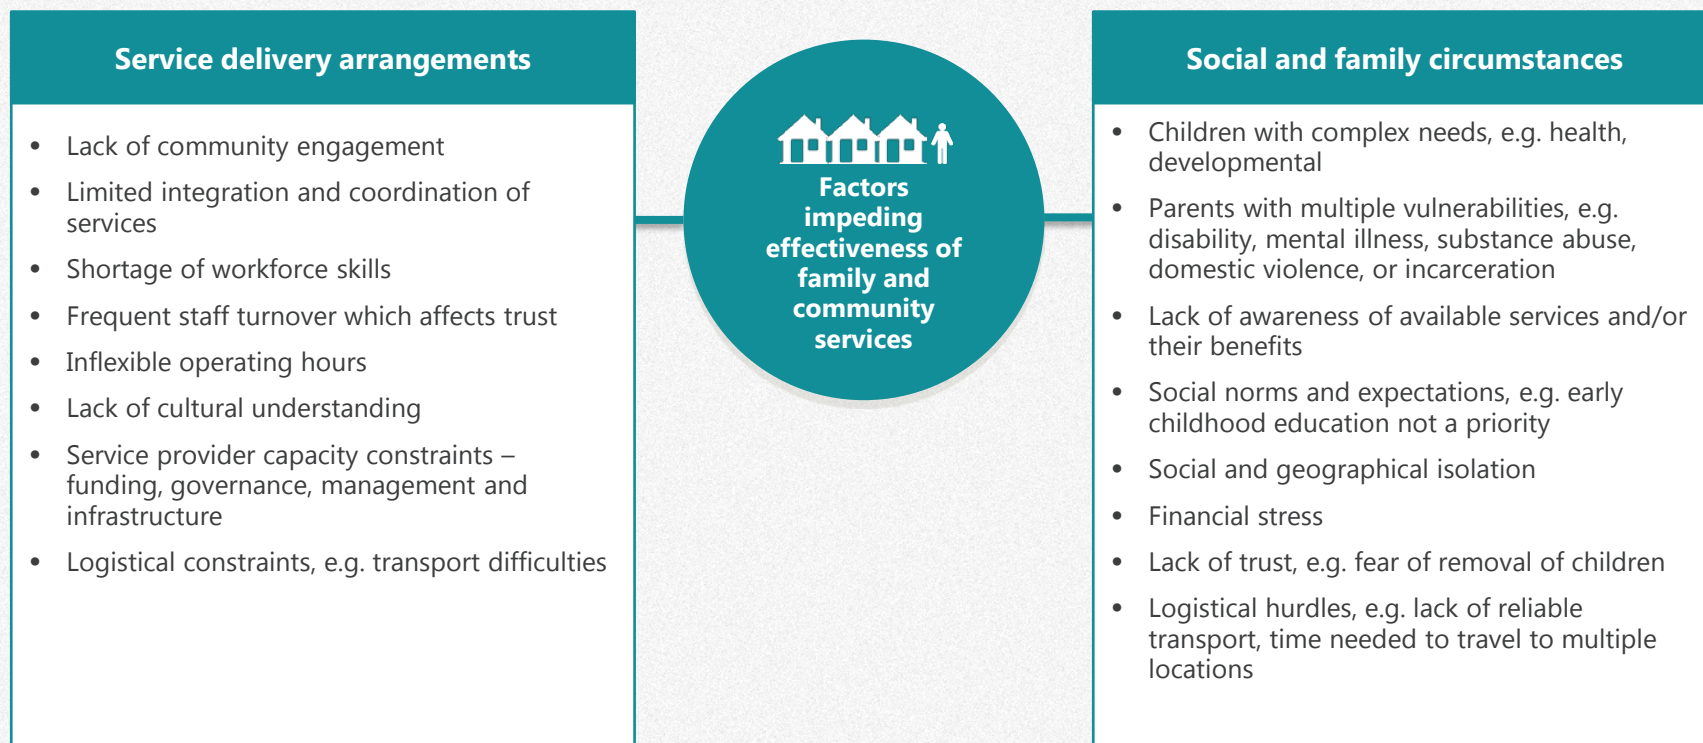 Service delivery arrangements
• Lack of community engagement
• Limited integration and coordination of
services
• Shortage of workforce skills
• Frequent staff turnover which affects trust
• Inflexible operating hours
• Lack of cultural understanding
• Service provider capacity constraints –
funding, governance, management and
infrastructure
• Logistical constraints, e.g. transport difficulties
Factors
impeding
effectiveness of
family and
community
services
Social and family circumstances
• Children with complex needs, e.g. health,
developmental
• Parents with multiple vulnerabilities, e.g.
disability, mental illness, substance abuse,
domestic violence, or incarceration
• Lack of awareness of available services and/or
their benefits
• Social norms and expectations, e.g. early
childhood education not a priority
• Social and geographical isolation
• Financial stress
• Lack of trust, e.g. fear of removal of children
• Logistical hurdles, e.g. lack of reliable
transport, time needed to travel to multiple
locations